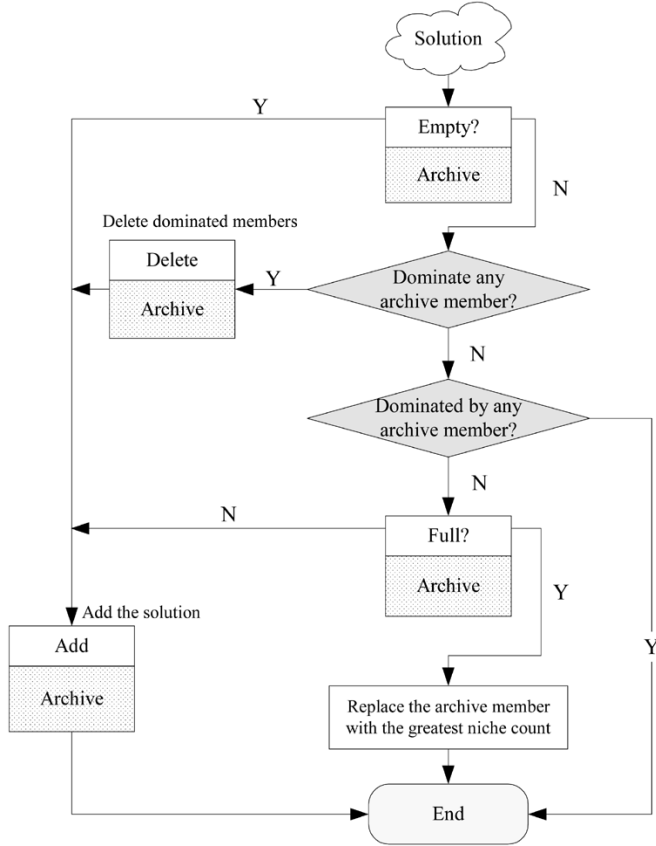 Solution
Y
Empty?
N
Archive
Delete dominated members
Delete
Y
Dominate any
archive member?
Archive
N
Dominated by any
archive member?
N
N
Full?
Archive
Y
Add the solution
Add
Y
Archive
Replace the archive member
with the greatest niche count
End